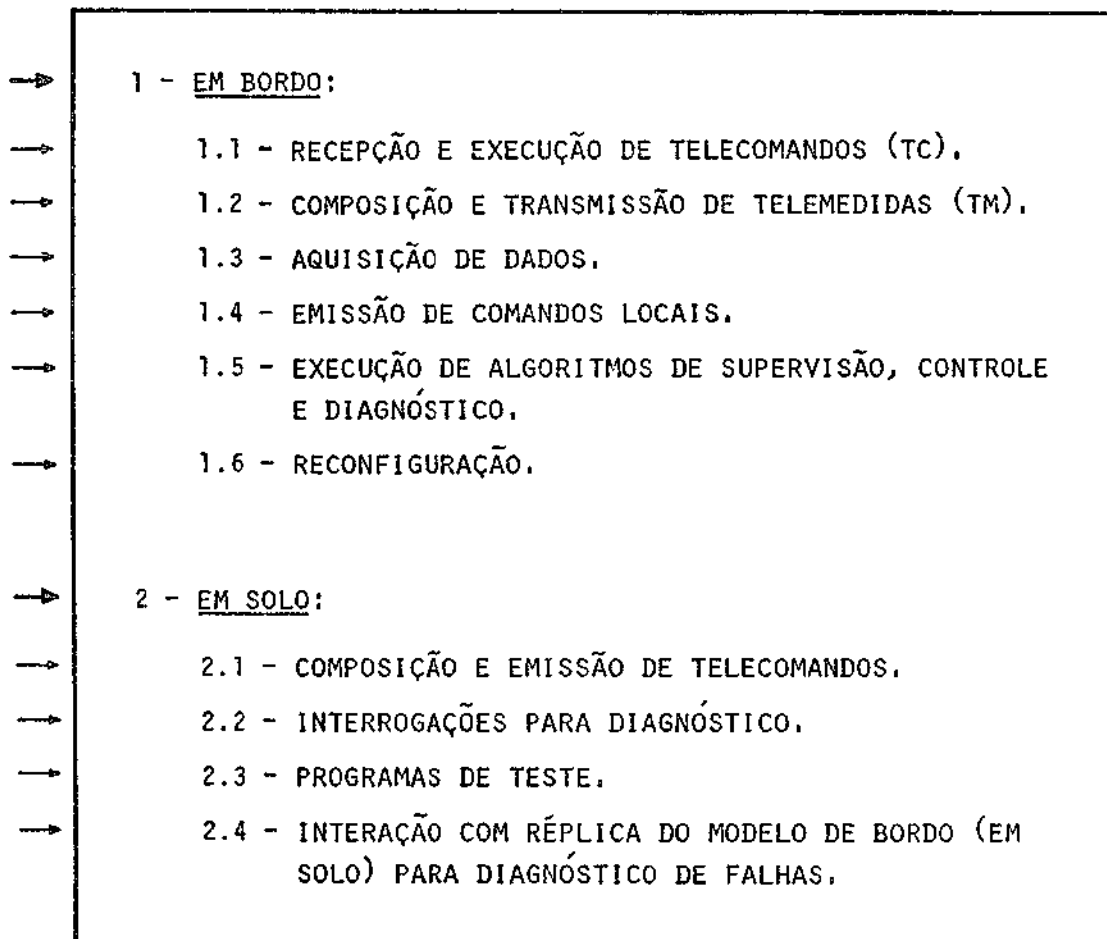 1 - EM BORDO:
1.1 - RECEPÇÃO E EXECUÇÃO DE TELECOMANDOS (TC).
1.2 - COMPOSIÇÃO E TRANSMISSÃO DE TELEMEDIDAS (TM).
1.3 - AQUISIÇÃO DE DADOS.
1.4 - EMISSÃO DE COMANDOS LOCAIS.
1.5 - EXECUÇÃO DE ALGORITMOS DE SUPERVISÃO, CONTROLE
E DIAGNÓSTICO.
1.6 - RECONFIGURAÇÃO.
2 - EM SOLO:
2.1 - COMPOSIÇÃO E EMISSÃO DE TELECOMANDOS.
2.2 - INTERROGAÇÕES PARA DIAGNÓSTICO.
2.3 - PROGRAMAS DE TESTE.
2.4 - INTERAÇÃO COM RÉPLICA DO MODELO DE BORDO (EM
SOLO) PARA DIAGNÓSTICO DE FALHAS.